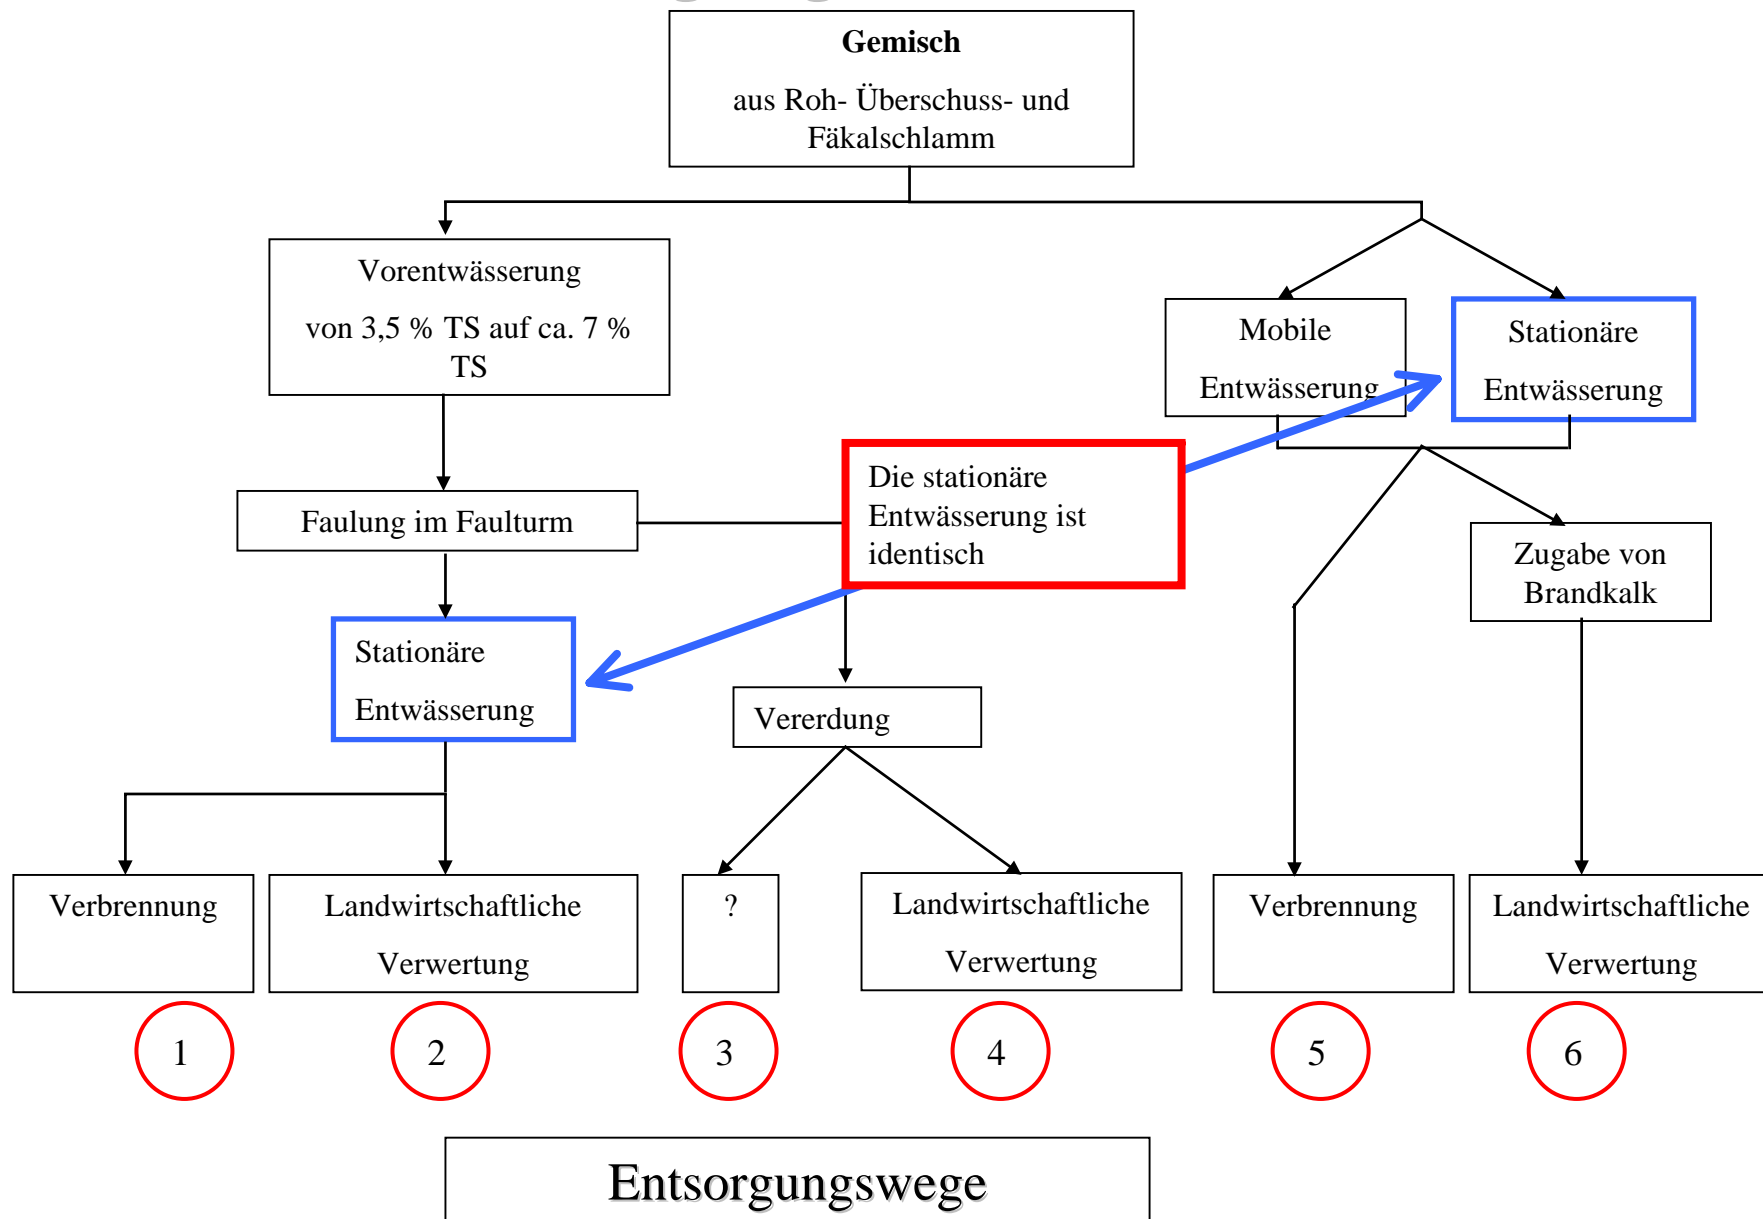 Gemisch
aus Roh- Überschuss- und
Fäkalschlamm
Vorentwässerung
von 3,5 % TS auf ca. 7 %
TS
Mobile
Entwässerung
Stationäre
Entwässerung
Die stationäre
Entwässerung ist
identisch
Faulung im Faulturm
Zugabe von
Brandkalk
Stationäre
Entwässerung
Vererdung
Verbrennung
Landwirtschaftliche
Verwertung
?
Landwirtschaftliche
Verwertung
Verbrennung
Landwirtschaftliche
Verwertung
1
2
3
4
5
6
Entsorgungswege